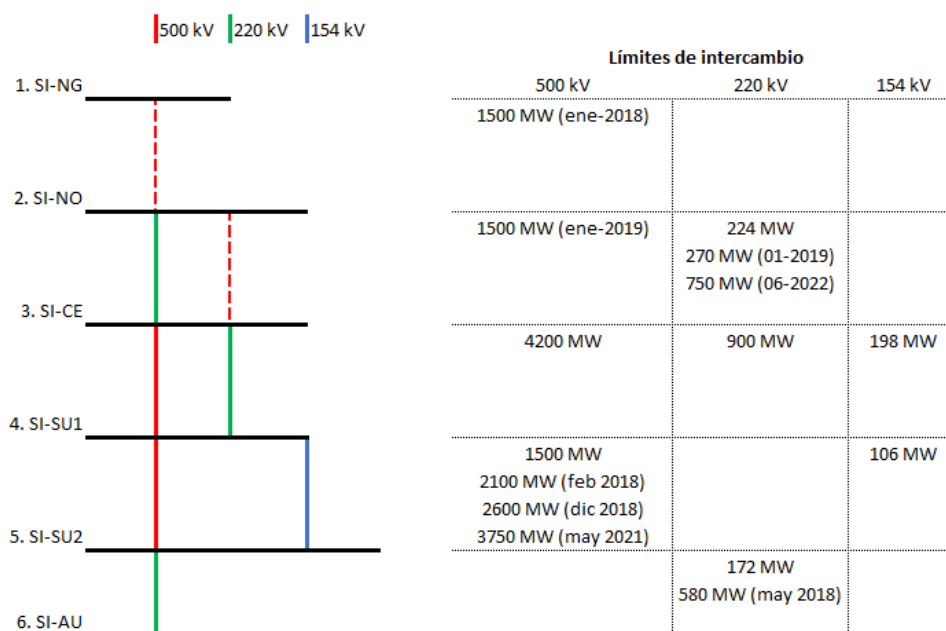 500 kV 220 kV 154 kV
Límites de intercambio
500 kV 220 kV 154 kV
1. SI-NG
1500 MW (ene-2018)
2. SI-NO
1500 MW (ene-2019) 224 MW
270 MW (01-2019)
750 MW (06-2022)
3. SI-CE
4200 MW 900 MW 198 MW
4. SI-SU1
1500 MW 106 MW
2100 MW (feb 2018)
2600 MW (dic 2018)
3750 MW (may 2021)
5. SI-SU2
172 MW
580 MW (may 2018)
6. SI-AU